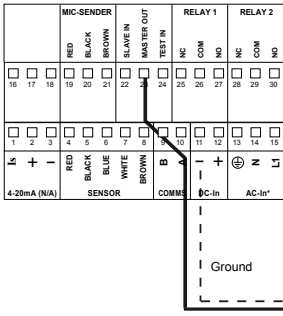 MIC-SENDER RELAY 1 RELAY 2
RED BLACK BROWN SLAVE IN MASTER OUT TEST IN NC COM NO NC COM NO
16 17 18 19 20 21 22 23 24 25 26 27 28 29 30
1 2 3 4 5 6 7 8 9 10 11 12 13 14 15
Is + − RED BLACK BLUE WHITE BROWN B A − + N L1
4-20mA (N/A) SENSOR COMMS DC-In AC-In*
Ground